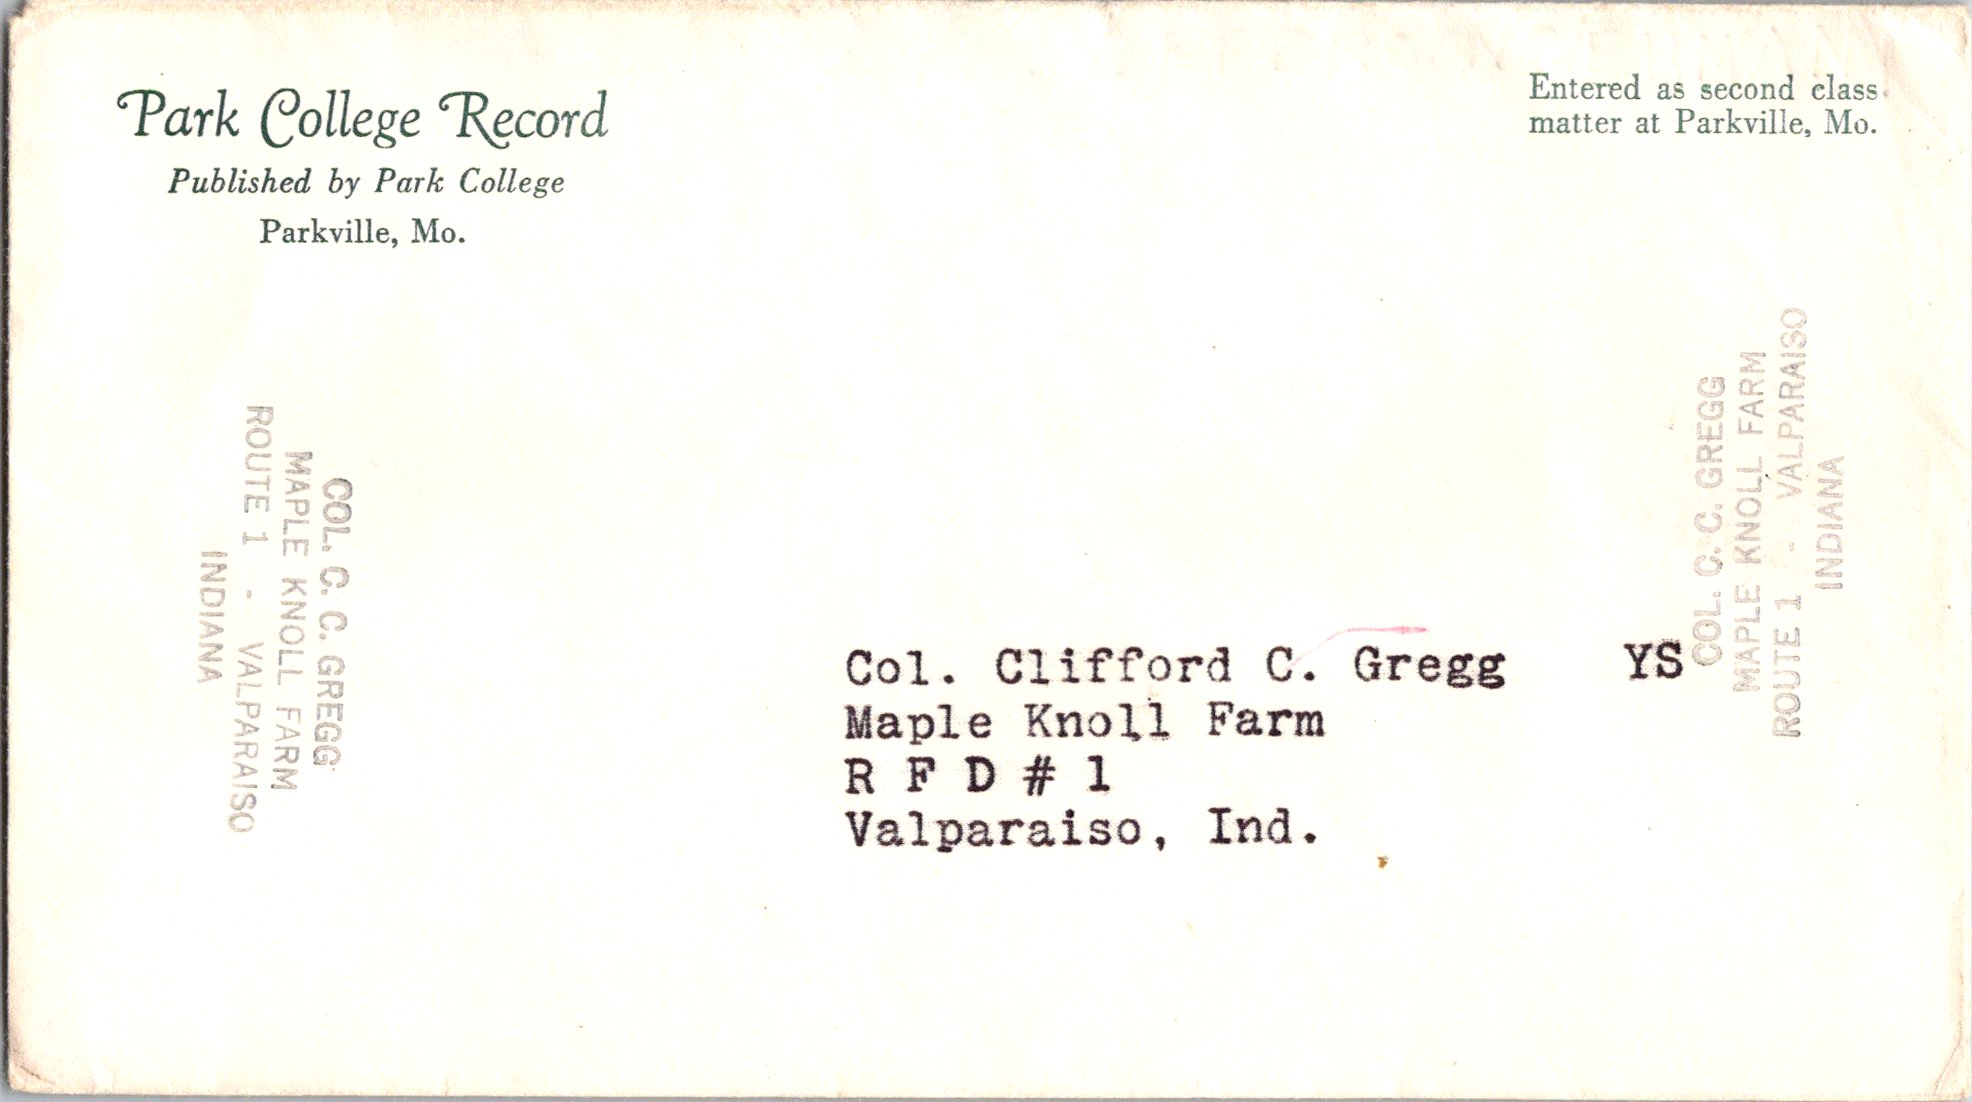 Park College Record
Published by Park College
Parkville, Mo.
Entered as second class
matter at Parkville, Mo.
COL. C. C. GREGG
MAPLE KNOLL FARM
ROUTE 1 - VALPARAISO
INDIANA
Col. Clifford C. Gregg YS
Maple Knoll Farm
R F D # 1
Valparaiso, Ind.
COL. C. C. GREGG
MAPLE KNOLL FARM
ROUTE 1 - VALPARAISO
INDIANA